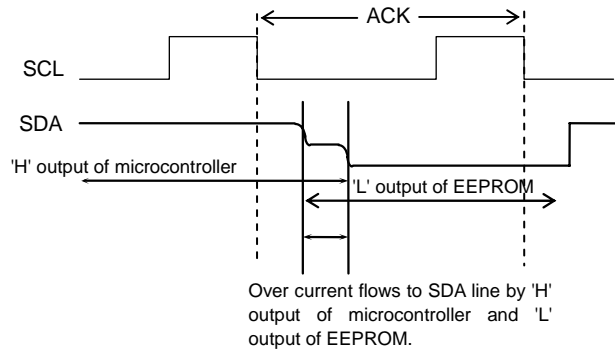 ACK
SCL
SDA
'H' output of microcontroller
'L' output of EEPROM
Over current flows to SDA line by 'H'
output of microcontroller and 'L'
output of EEPROM.